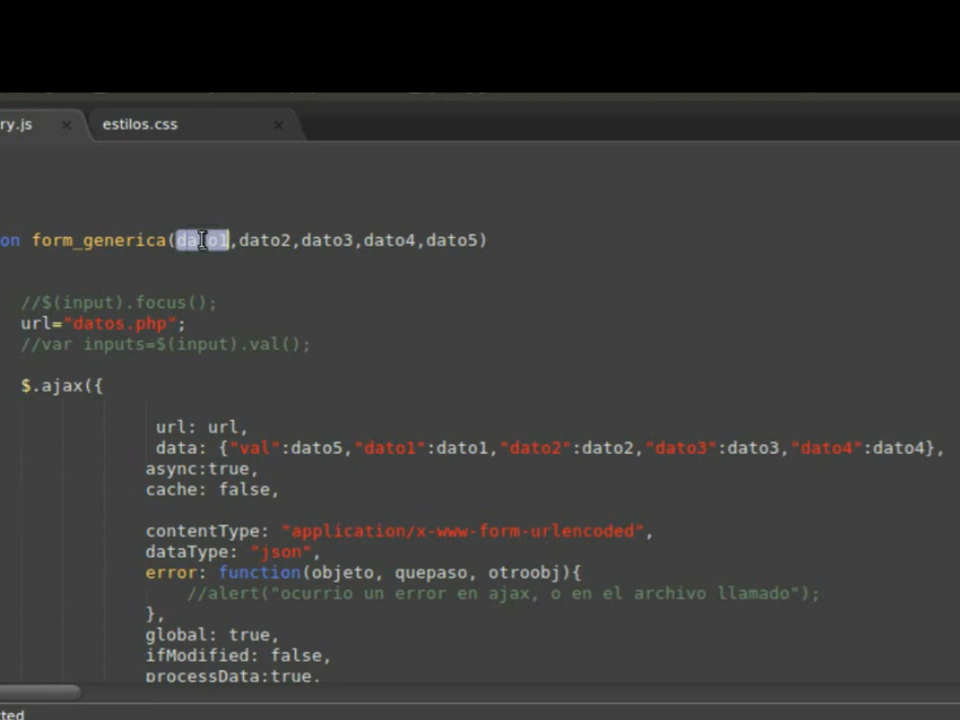 ry.js × estilos.css ×
on form_generica(dato1,dato2,dato3,dato4,dato5)
//$(input).focus();
url="datos.php";
//var inputs=$(input).val();
$.ajax({
url: url,
data: {"val":dato5,"dato1":dato1,"dato2":dato2,"dato3":dato3,"dato4":dato4},
async:true,
cache: false,
contentType: "application/x-www-form-urlencoded",
dataType: "json",
error: function(objeto, quepaso, otroobj){
//alert("ocurrio un error en ajax, o en el archivo llamado");
},
global: true,
ifModified: false,
processData:true,
ted